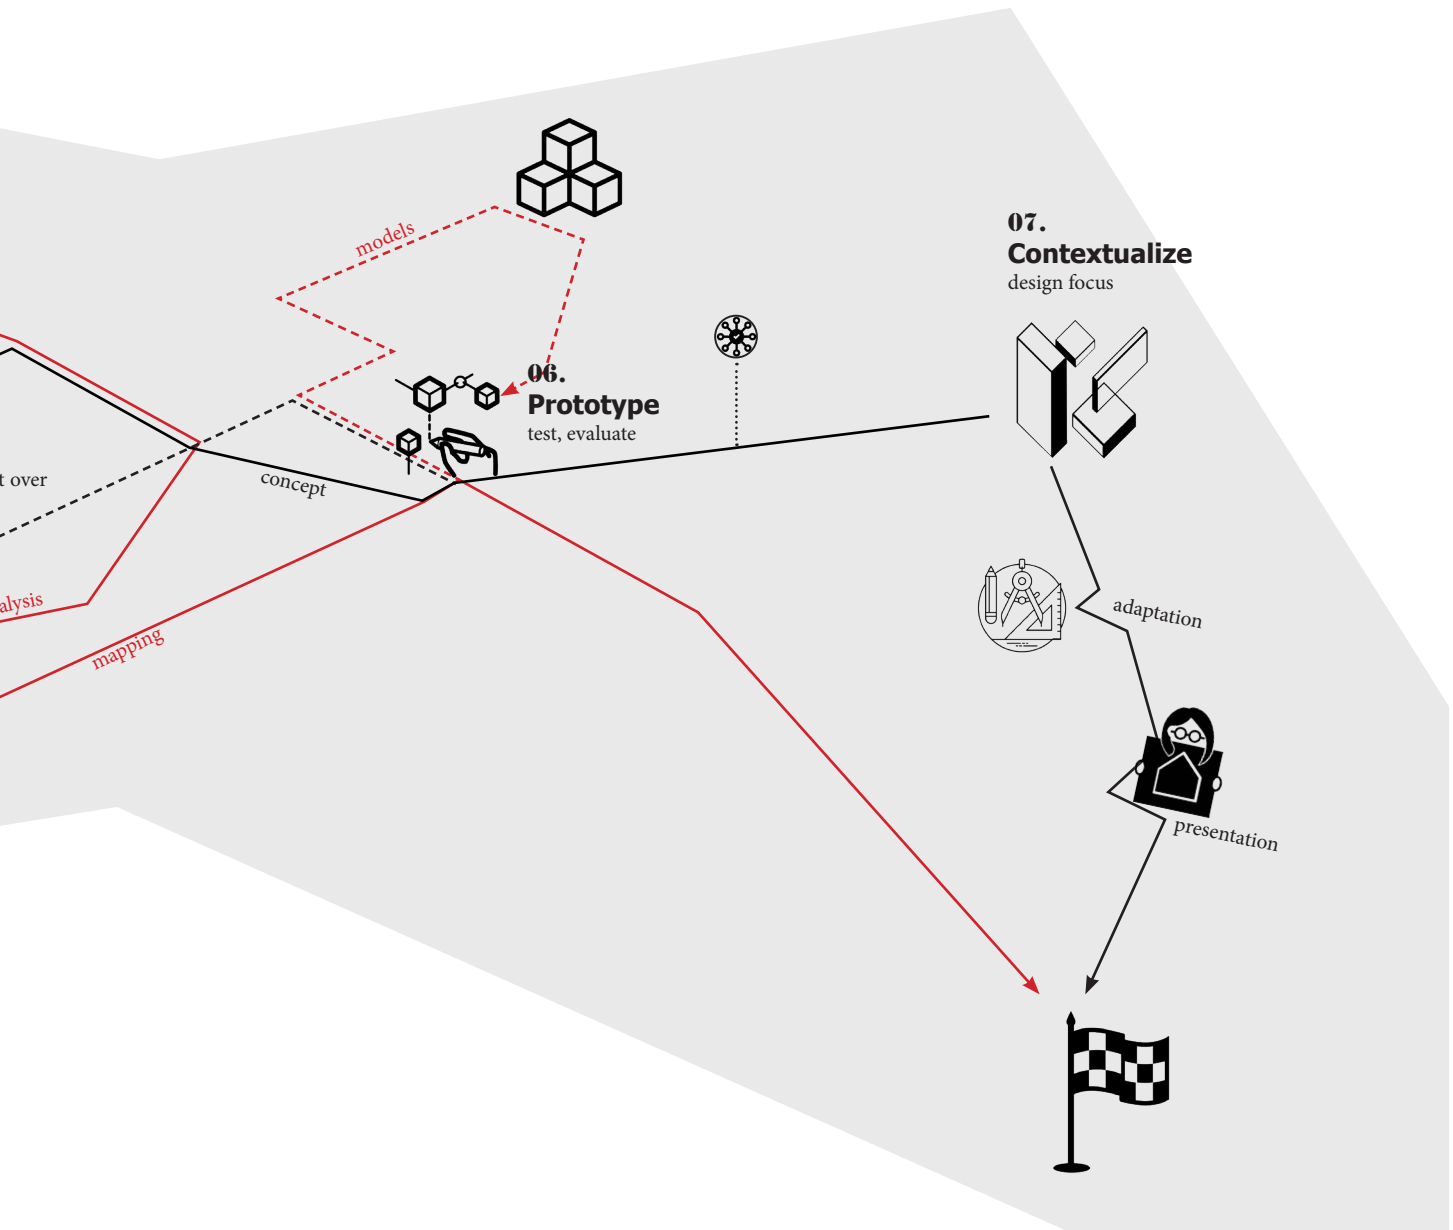 models
07.
Contextualize
design focus
06.
Prototype
test, evaluate
t over
concept
alysis
mapping
adaptation
presentation